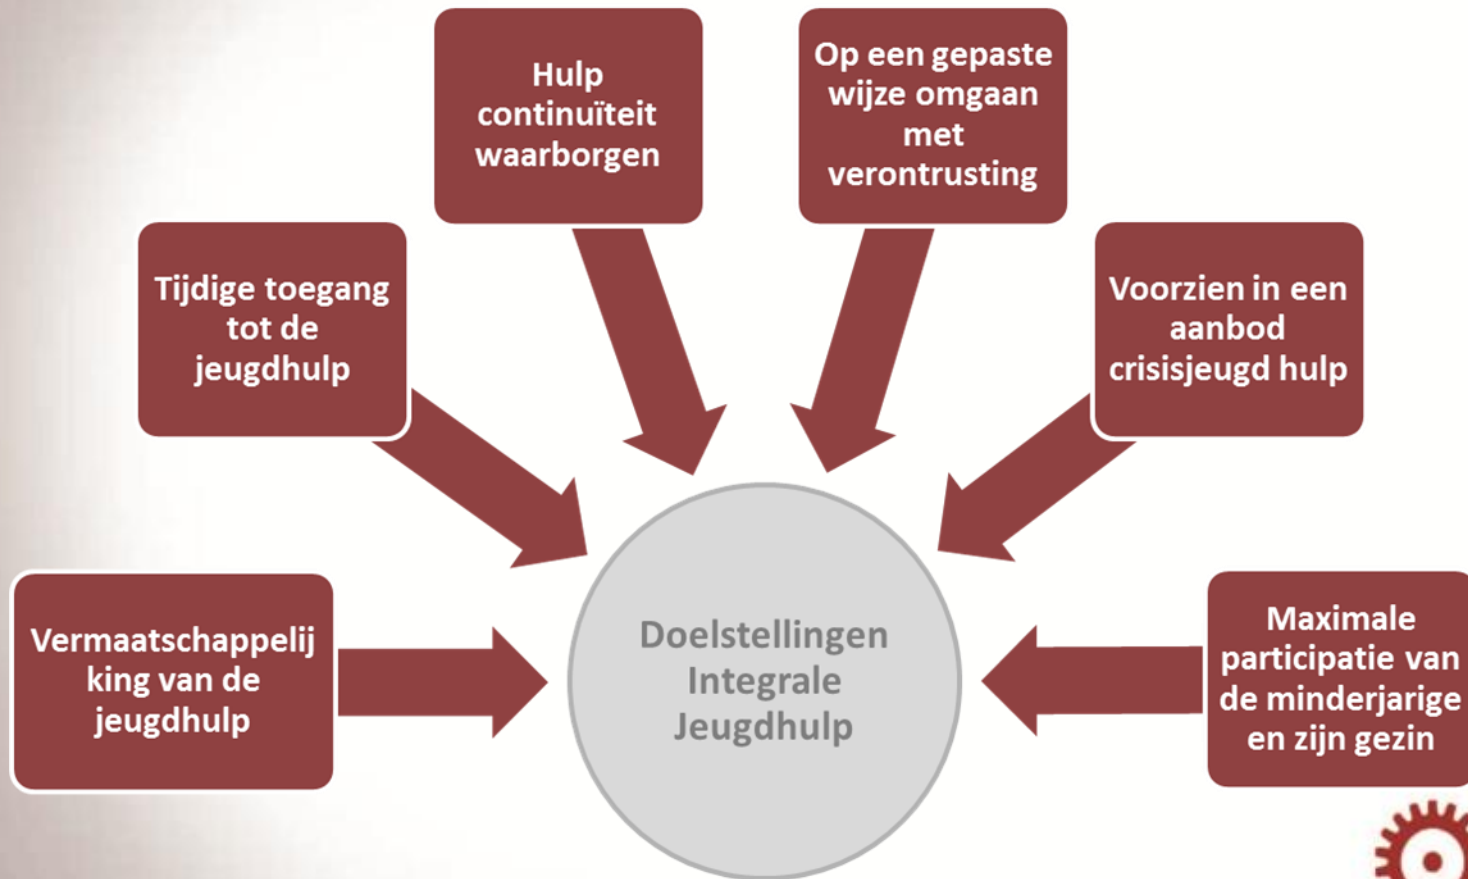 Vermaatschappelij
king van de
jeugdhulp
Tijdige toegang
tot de
jeugdhulp
Hulp
continuïteit
waarborgen
Op een gepaste
wijze omgaan
met
verontrusting
Voorzien in een
aanbod
crisisjeugd hulp
Maximale
participatie van
de minderjarige
en zijn gezin
Doelstellingen
Integrale
Jeugdhulp